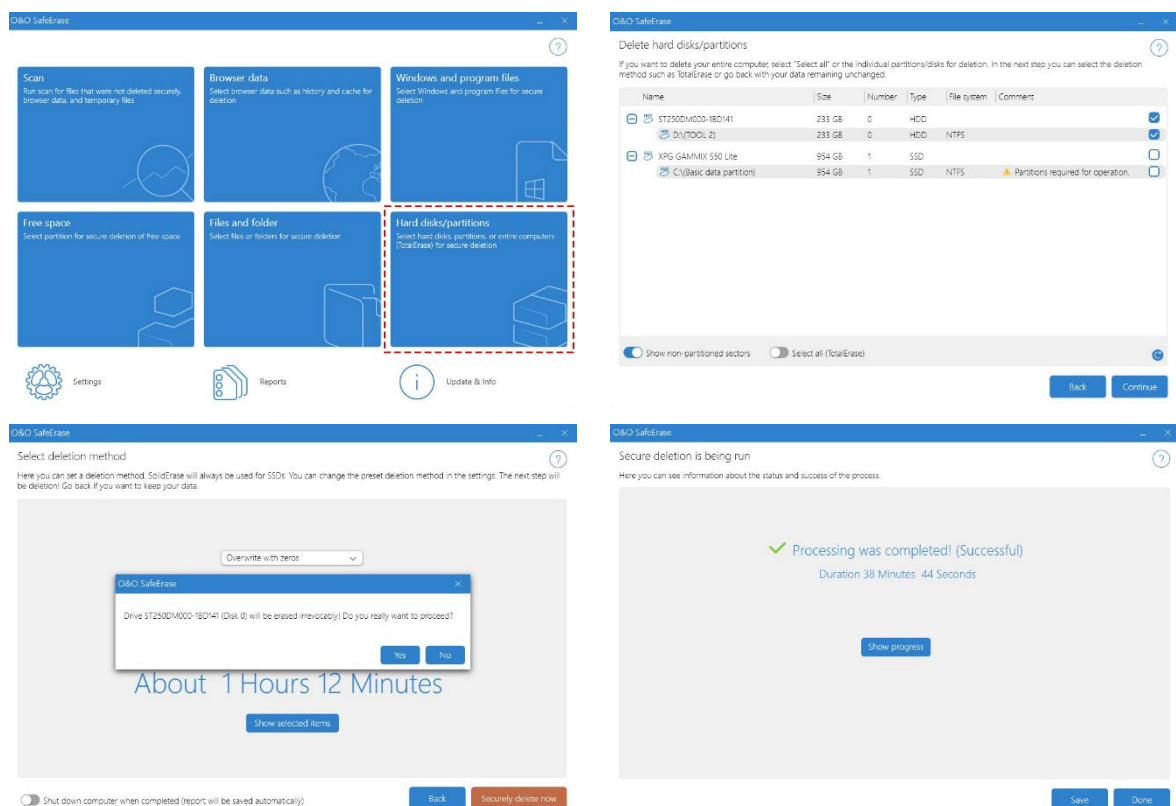 O&O SafeErase
Scan
Run scan for files that were not deleted securely,
browser data, and temporary files
Browser data
Select browser data such as history and cache for
deletion
Windows and program files
Select Windows and program files for secure
deletion
Free space
Select partition for secure deletion of free space
Files and folder
Select files or folders for secure deletion
Hard disks/partitions
Select hard disks, partitions, or entire computers
(TotalErase) for secure deletion
Settings
Reports
Update & Info
O&O SafeErase
Delete hard disks/partitions
If you want to delete your entire computer, select "Select all" or the individual partitions/disks for deletion. In the next step you can select the deletion
method such as TotalErase or go back with your data remaining unchanged.
Name Size Number Type File system Comment
ST250DM000-1BD141 233 GB 0 HDD
D:\(TOOL 2) 233 GB 0 HDD NTFS
XPG GAMMIX S50 Lite 954 GB 1 SSD
C:\(Basic data partition) 954 GB 1 SSD NTFS Partitions required for operation.
Show non-partitioned sectors Select all (TotalErase)
Back Continue
O&O SafeErase
Select deletion method
Here you can set a deletion method. SolidErase will always be used for SSDs. You can change the preset deletion method in the settings. The next step will
be deletion! Go back if you want to keep your data.
Overwrite with zeros
O&O SafeErase
Drive ST250DM000-1BD141 (Disk 0) will be erased irrevocably! Do you really want to proceed?
Yes No
About 1 Hours 12 Minutes
Show selected items
Shut down computer when completed (report will be saved automatically)
Back Securely delete now
O&O SafeErase
Secure deletion is being run
Here you can see information about the status and success of the process.
Processing was completed! (Successful)
Duration 38 Minutes 44 Seconds
Show progress
Save Done